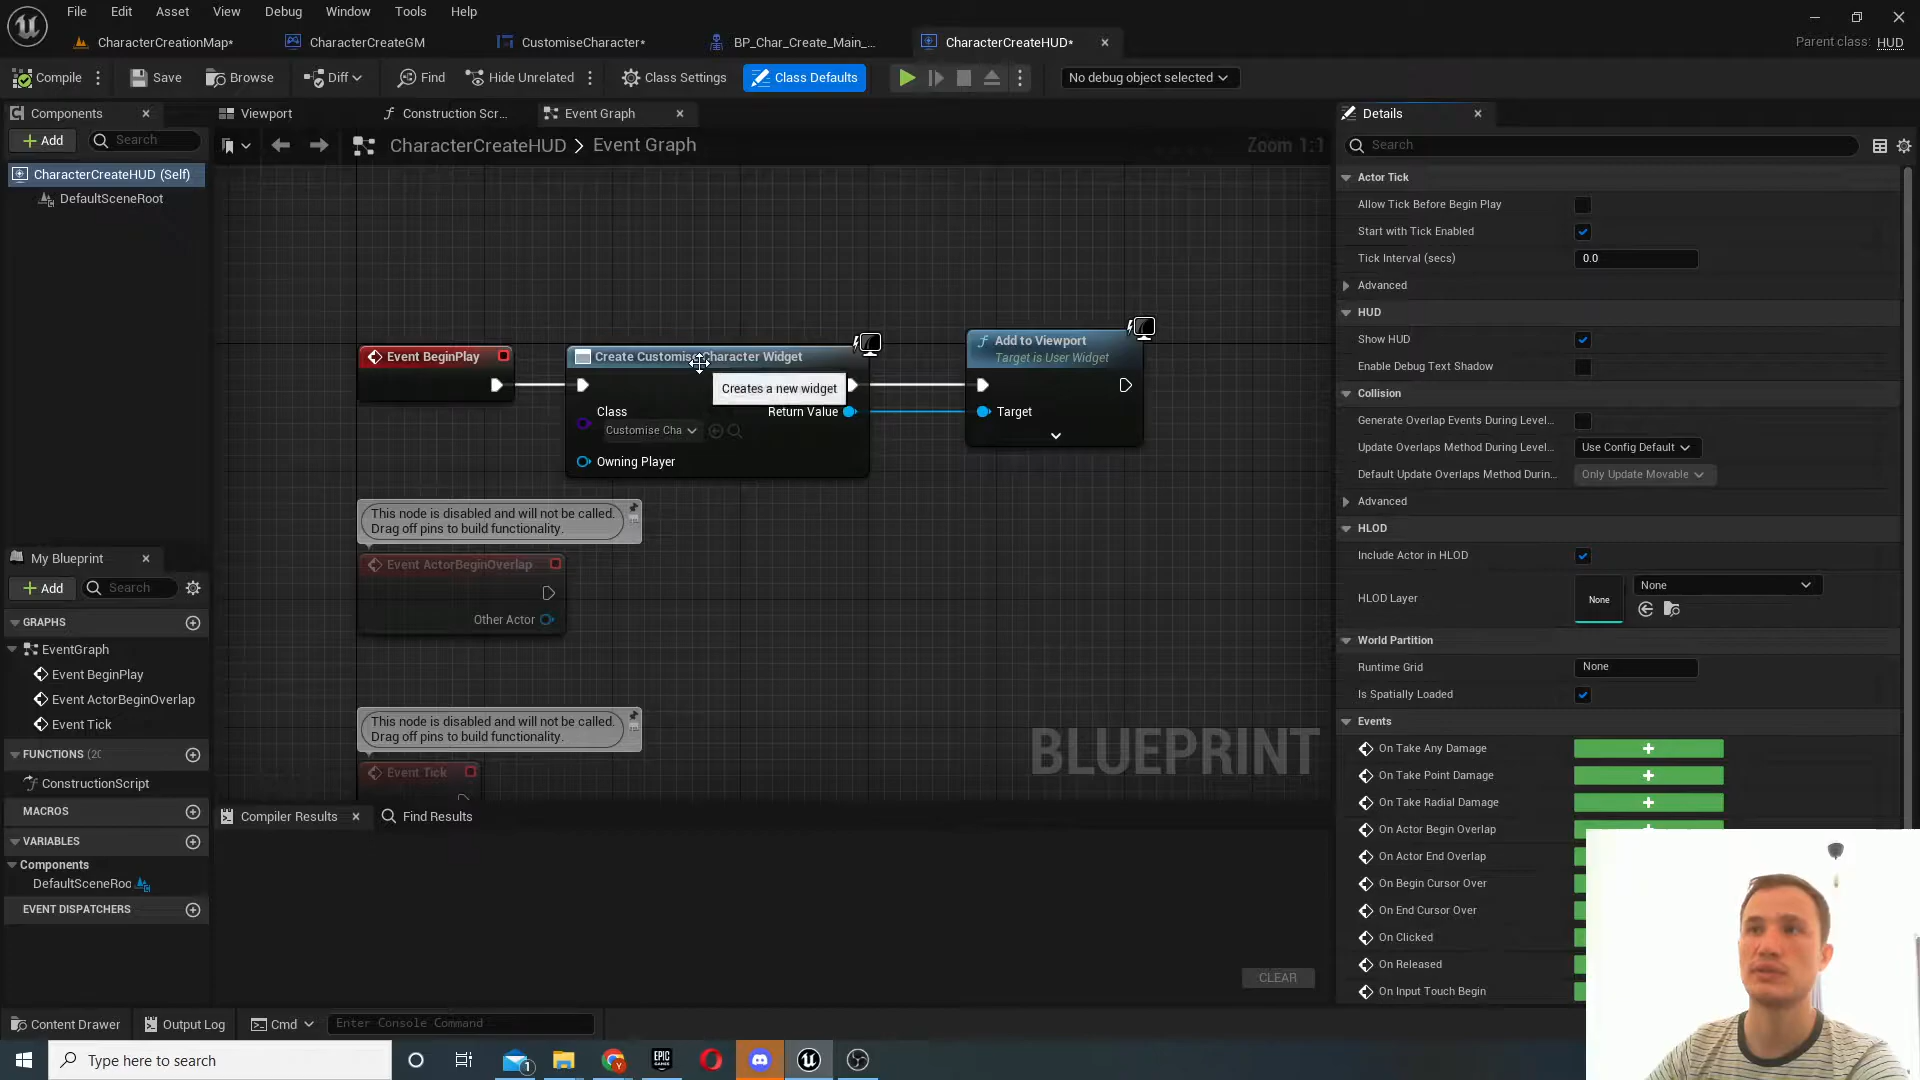 File Edit Asset View Debug Window Tools Help
CharacterCreationMap* CharacterCreateGM CustomiseCharacter* BP_Char_Create_Main_... CharacterCreateHUD* Parent class: HUD
Compile Save Browse Diff Find Hide Unrelated Class Settings Class Defaults No debug object selected
Components Viewport Construction Scr... Event Graph Details
Add Search CharacterCreateHUD > Event Graph Zoom 1:1 Search
CharacterCreateHUD (Self)
DefaultSceneRoot
Event BeginPlay
Create Customise Character Widget
Creates a new widget
Class
Customise Cha
Return Value
Owning Player
Add to Viewport
Target is User Widget
Target
This node is disabled and will not be called.
Drag off pins to build functionality.
Event ActorBeginOverlap
Other Actor
This node is disabled and will not be called.
Drag off pins to build functionality.
Event Tick
BLUEPRINT
My Blueprint
Add Search
GRAPHS
EventGraph
Event BeginPlay
Event ActorBeginOverlap
Event Tick
FUNCTIONS (20
ConstructionScript
MACROS
VARIABLES
Components
DefaultSceneRoo
EVENT DISPATCHERS
Compiler Results Find Results
CLEAR
Actor Tick
Allow Tick Before Begin Play
Start with Tick Enabled
Tick Interval (secs) 0.0
Advanced
HUD
Show HUD
Enable Debug Text Shadow
Collision
Generate Overlap Events During Level...
Update Overlaps Method During Level... Use Config Default
Default Update Overlaps Method Durin... Only Update Movable
Advanced
HLOD
Include Actor in HLOD
HLOD Layer None None
World Partition
Runtime Grid None
Is Spatially Loaded
Events
On Take Any Damage
On Take Point Damage
On Take Radial Damage
On Actor Begin Overlap
On Actor End Overlap
On Begin Cursor Over
On End Cursor Over
On Clicked
On Released
On Input Touch Begin
Content Drawer Output Log Cmd Enter Console Command
Type here to search 1 EPIC GAMES